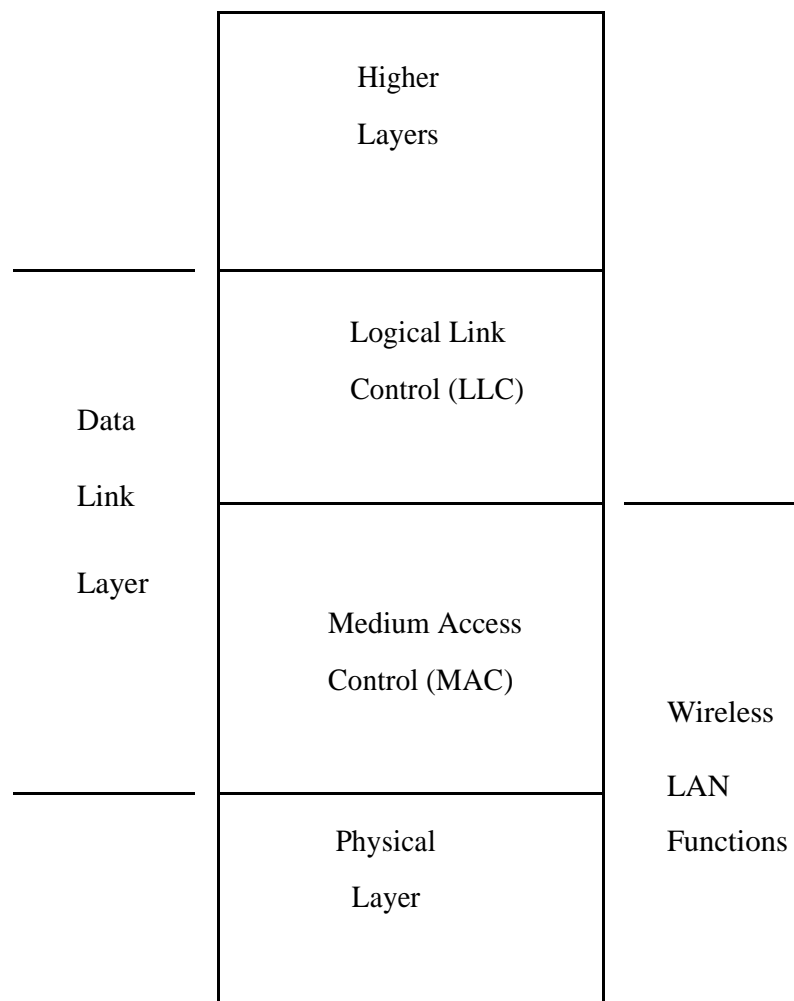 Higher
Layers
Logical Link
Control (LLC)
Data
Link
Layer
Medium Access
Control (MAC)
Wireless
LAN
Functions
Physical
Layer